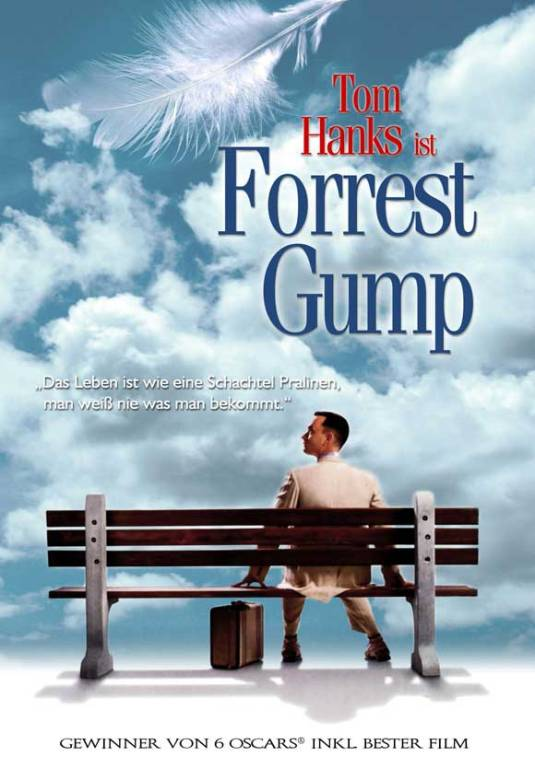 Tom
Hanks ist
Forrest
Gump
„Das Leben ist wie eine Schachtel Pralinen,
man weiß nie was man bekommt.“
GEWINNER VON 6 OSCARS® INKL. BESTER FILM